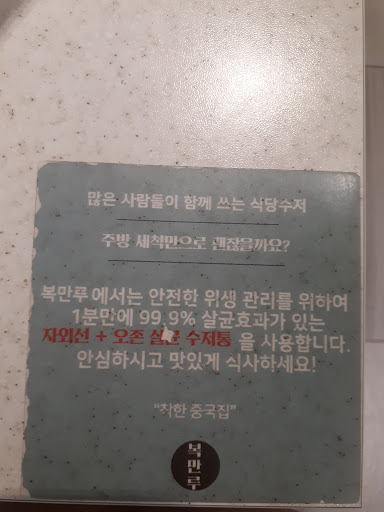 많은 사람들이 함께 쓰는 식당수저
주방 세척만으로 괜찮을까요?
복만루에서는 안전한 위생 관리를 위하여
1분만에 99.9% 살균효과가 있는
자외선 + 오존 살균 수저통 을 사용합니다.
안심하시고 맛있게 식사하세요!
"착한 중국집"
복만루